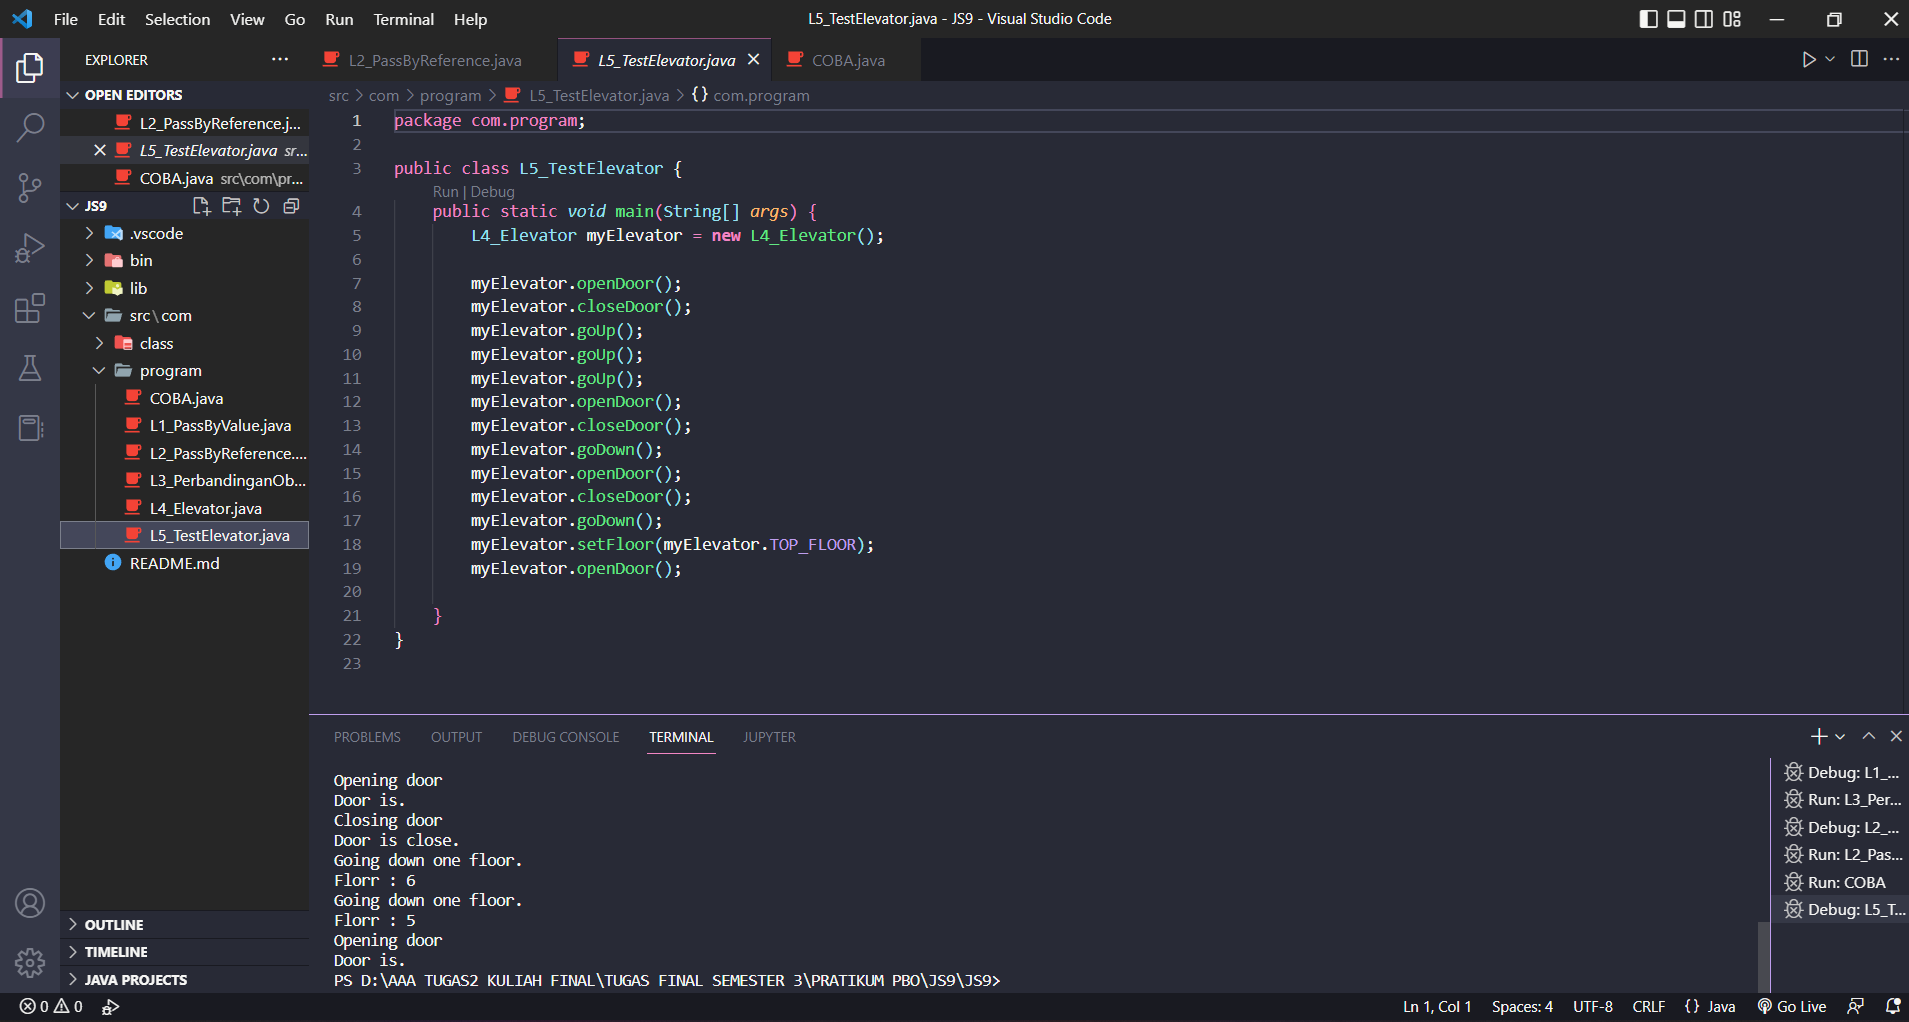 File Edit Selection View Go Run Terminal Help
L5_TestElevator.java - JS9 - Visual Studio Code
EXPLORER
L2_PassByReference.java
L5_TestElevator.java
COBA.java
OPEN EDITORS
L2_PassByReference.j...
L5_TestElevator.java sr...
COBA.java src\com\pr...
JS9
.vscode
bin
lib
src\com
class
program
COBA.java
L1_PassByValue.java
L2_PassByReference....
L3_PerbandinganOb...
L4_Elevator.java
L5_TestElevator.java
README.md
OUTLINE
TIMELINE
JAVA PROJECTS
src > com > program > L5_TestElevator.java > {} com.program
1 package com.program;
2
3 public class L5_TestElevator {
Run | Debug
4 public static void main(String[] args) {
5 L4_Elevator myElevator = new L4_Elevator();
6
7 myElevator.openDoor();
8 myElevator.closeDoor();
9 myElevator.goUp();
10 myElevator.goUp();
11 myElevator.goUp();
12 myElevator.openDoor();
13 myElevator.closeDoor();
14 myElevator.goDown();
15 myElevator.openDoor();
16 myElevator.closeDoor();
17 myElevator.goDown();
18 myElevator.setFloor(myElevator.TOP_FLOOR);
19 myElevator.openDoor();
20
21 }
22 }
23
PROBLEMS OUTPUT DEBUG CONSOLE TERMINAL JUPYTER
Opening door
Door is.
Closing door
Door is close.
Going down one floor.
Florr : 6
Going down one floor.
Florr : 5
Opening door
Door is.
PS D:\AAA TUGAS2 KULIAH FINAL\TUGAS FINAL SEMESTER 3\PRATIKUM PBO\JS9\JS9>
Debug: L1_...
Run: L3_Per...
Debug: L2_...
Run: L2_Pas...
Run: COBA
Debug: L5_T...
0 0
Ln 1, Col 1 Spaces: 4 UTF-8 CRLF {} Java Go Live